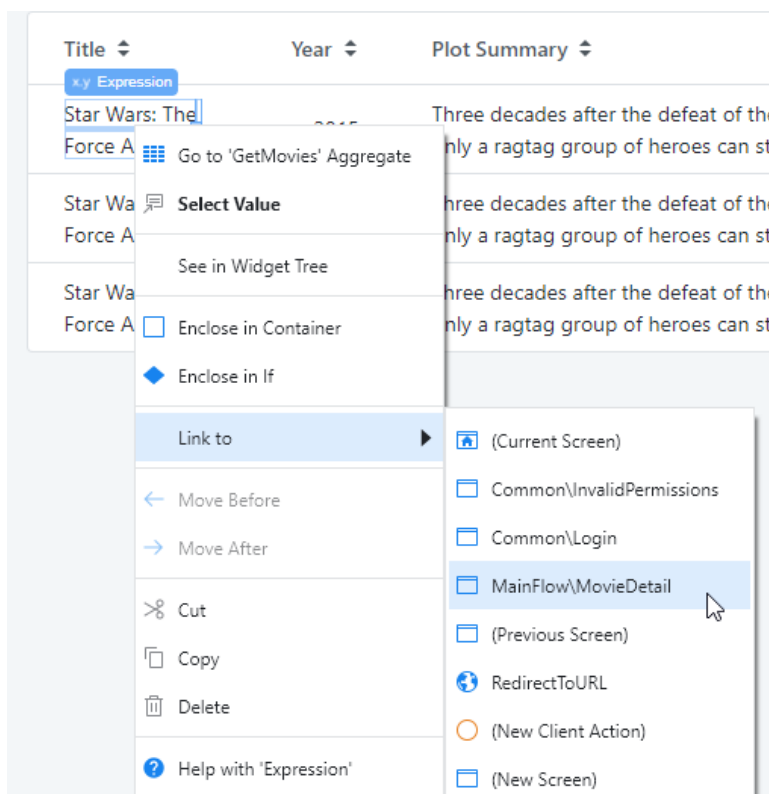 Title Year Plot Summary
x.y Expression
Star Wars: The Three decades after the defeat of the
Force A nly a ragtag group of heroes can st
Go to 'GetMovies' Aggregate
Star Wa hree decades after the defeat of the
Select Value
Force A nly a ragtag group of heroes can st
See in Widget Tree
Star Wa hree decades after the defeat of the
Force A nly a ragtag group of heroes can st
Enclose in Container
Enclose in If
Link to
Move Before
Move After
Cut
Copy
Delete
Help with 'Expression'
(Current Screen)
Common\InvalidPermissions
Common\Login
MainFlow\MovieDetail
(Previous Screen)
RedirectToURL
(New Client Action)
(New Screen)